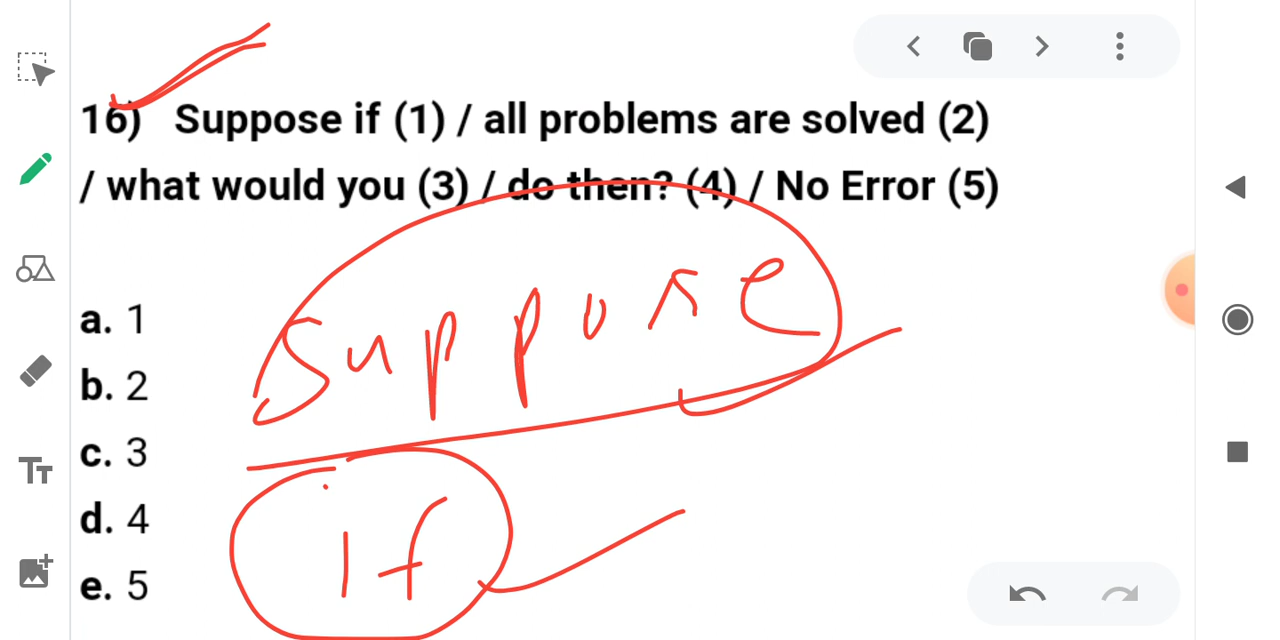 16) Suppose if (1) / all problems are solved (2)
/ what would you (3) / do then? (4) / No Error (5)
suppose
a. 1
b. 2
c. 3
if
d. 4
e. 5
Tт